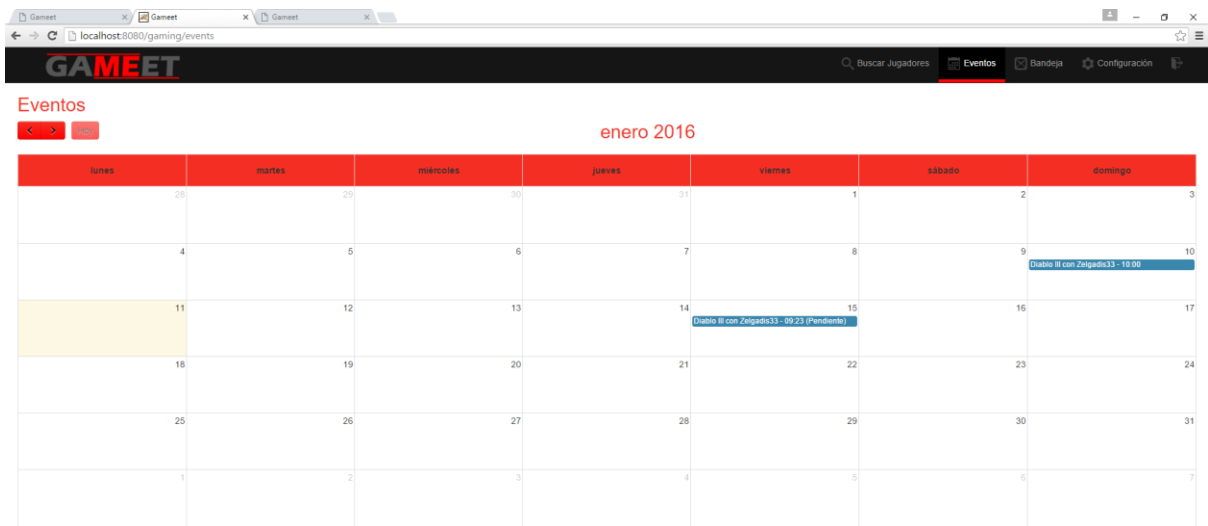 Gameet Gameet Gameet
localhost:8080/gaming/events
GAMEET Buscar Jugadores Eventos Bandeja Configuración
Eventos
Hoy enero 2016
lunes martes miércoles jueves viernes sábado domingo
28 29 30 31 1 2 3
4 5 6 7 8 9 10
Diablo III con Zelgadis33 - 10:00
11 12 13 14 15 16 17
Diablo III con Zelgadis33 - 09:23 (Pendiente)
18 19 20 21 22 23 24
25 26 27 28 29 30 31
1 2 3 4 5 6 7